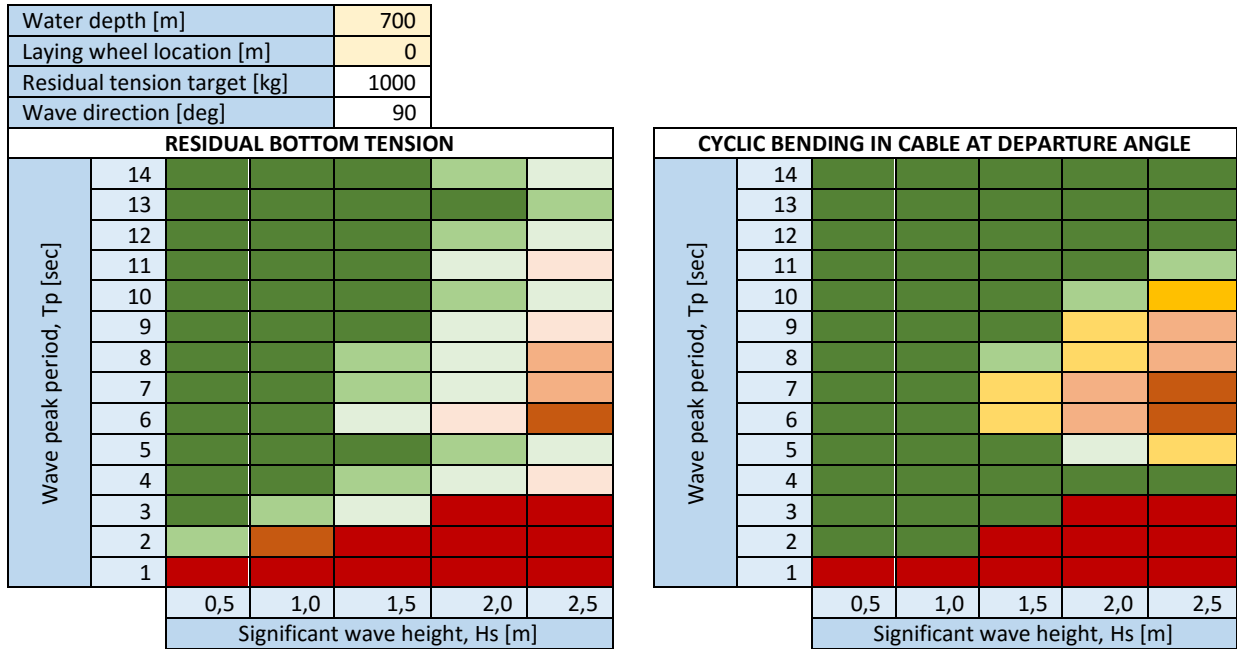 Water depth [m] 700
Laying wheel location [m] 0
Residual tension target [kg] 1000
Wave direction [deg] 90
RESIDUAL BOTTOM TENSION
Wave peak period, Tp [sec]
14
13
12
11
10
9
8
7
6
5
4
3
2
1
0,5 1,0 1,5 2,0 2,5
Significant wave height, Hs [m]
CYCLIC BENDING IN CABLE AT DEPARTURE ANGLE
Wave peak period, Tp [sec]
14
13
12
11
10
9
8
7
6
5
4
3
2
1
0,5 1,0 1,5 2,0 2,5
Significant wave height, Hs [m]